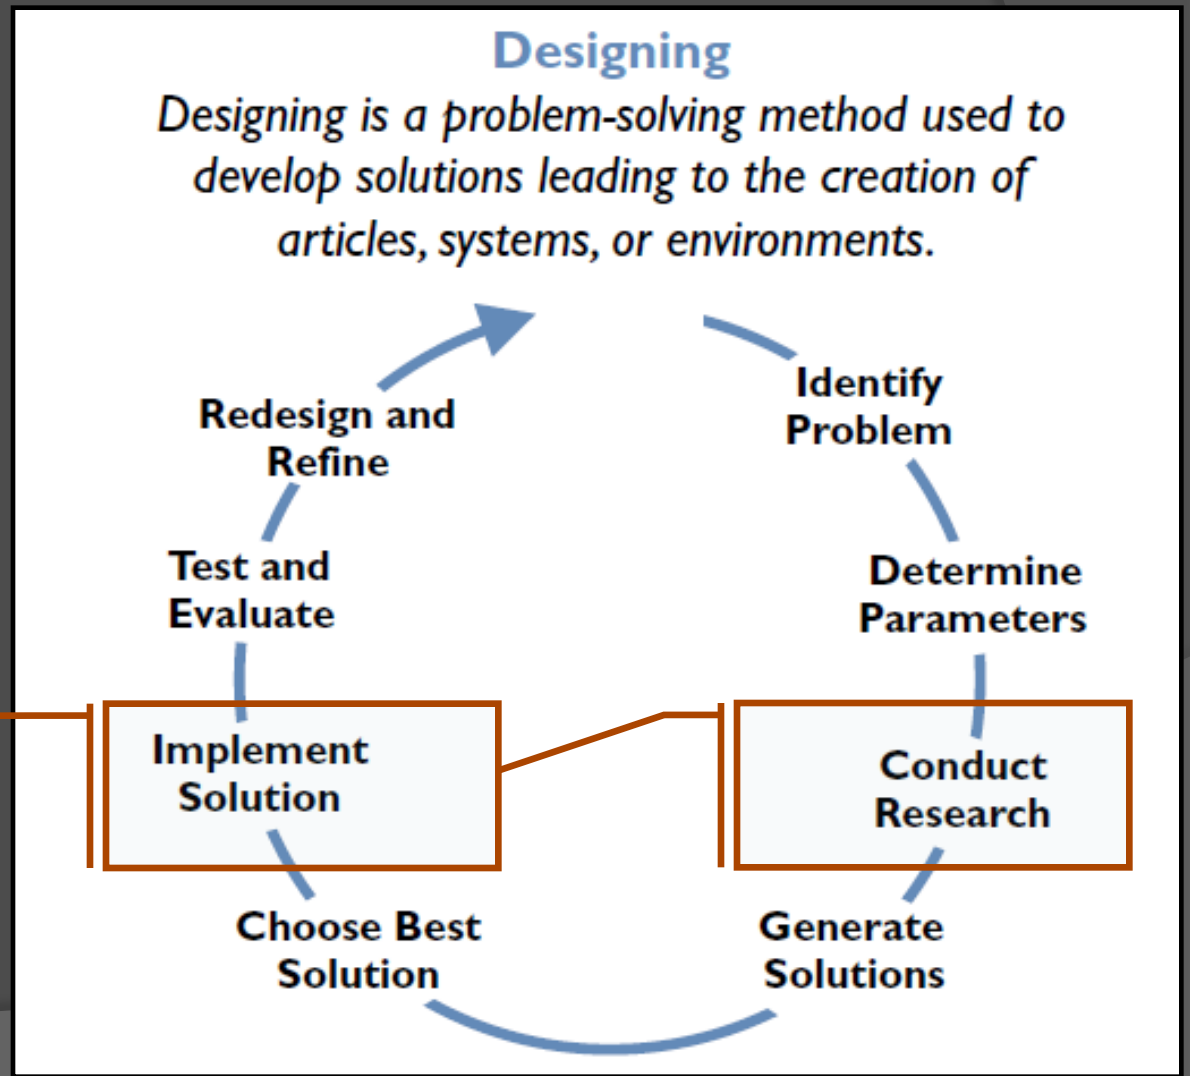 Designing
Designing is a problem-solving method used to
develop solutions leading to the creation of
articles, systems, or environments.
Identify
Problem
Determine
Parameters
Conduct
Research
Generate
Solutions
Choose Best
Solution
Implement
Solution
Test and
Evaluate
Redesign and
Refine